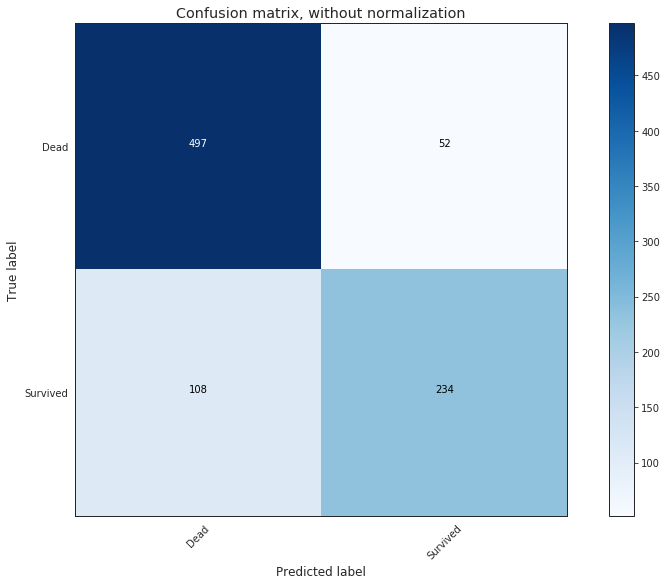 Confusion matrix, without normalization
True label
Dead
Survived
497
52
108
234
Dead
Survived
Predicted label
450
400
350
300
250
200
150
100